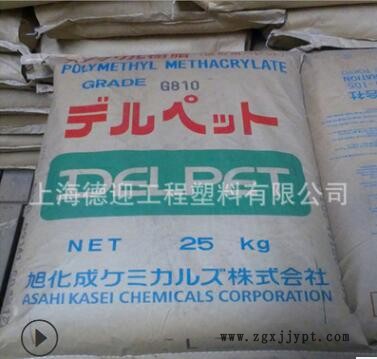 POLYMETHYL METHACRYLATE
GRADE G810
デルペット
DELPET
上海德迎工程塑料有限公司
NET 25 kg
旭化成ケミカルズ株式会社
ASAHI KASEI CHEMICALS CORPORATION
www.zgxjjypt.com